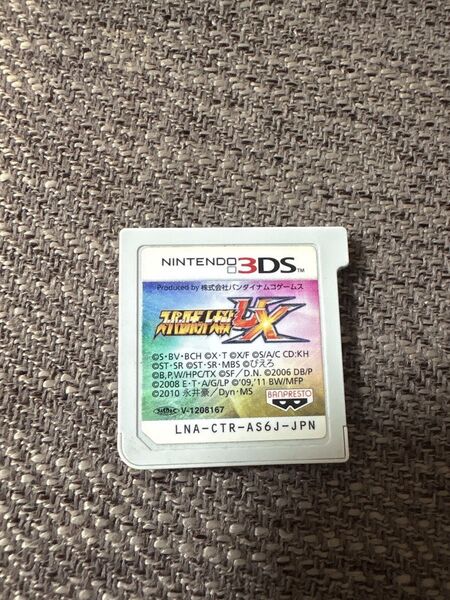 NINTENDO 3DS™
Produced by 株式会社バンダイナムコゲームス
スーパーロボット大戦UX
©S・BV・BCH ©X・T ©X/F ©S/A/C CD:KH
©ST・SR ©ST・SR・MBS ©ぴえろ
©B,P,W/HPC/TX ©SF／D.N. ©2006 DB/P
©2008 E・T・A/G/LP ©'09,'11 BW/MFP
©2010 永井豪／Dyn・MS
BANPRESTO
V-1208167
LNA-CTR-AS6J-JPN